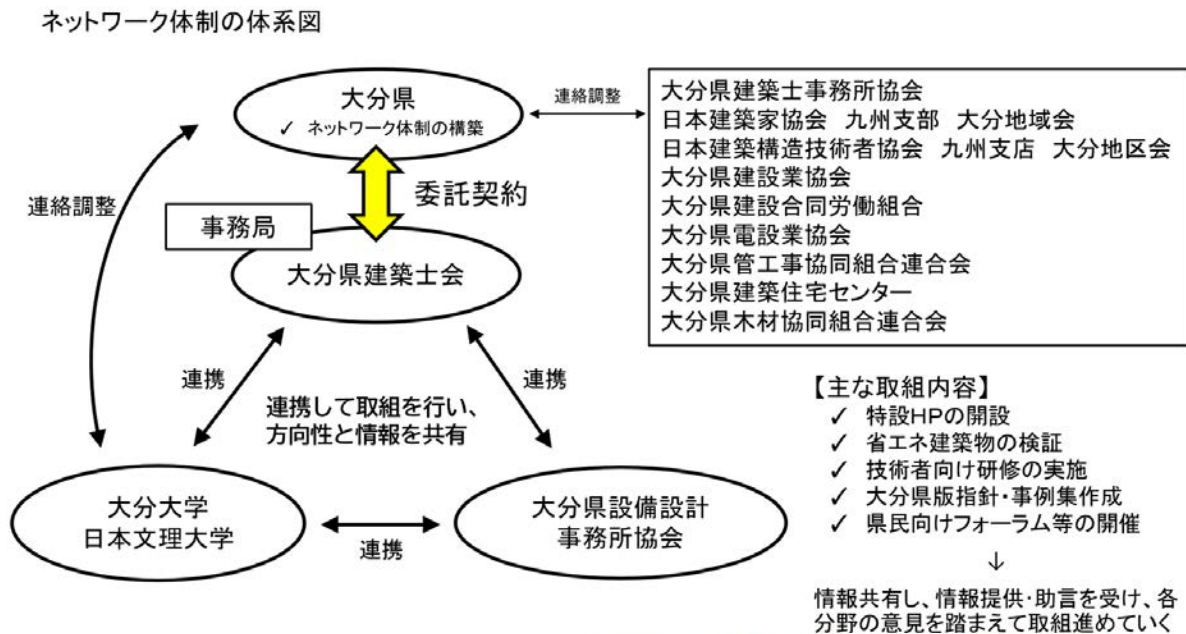 ネットワーク体制の体系図
大分県
✓ ネットワーク体制の構築
連絡調整
大分県建築士事務所協会
日本建築家協会 九州支部 大分地域会
日本建築構造技術者協会 九州支店 大分地区会
大分県建設業協会
大分県建設合同労働組合
大分県電設業協会
大分県管工事協同組合連合会
大分県建築住宅センター
大分県木材協同組合連合会
連絡調整
委託契約
事務局
大分県建築士会
連携
連携
連携して取組を行い、
方向性と情報を共有
大分大学
日本文理大学
連携
大分県設備設計
事務所協会
【主な取組内容】
✓ 特設HPの開設
✓ 省エネ建築物の検証
✓ 技術者向け研修の実施
✓ 大分県版指針・事例集作成
✓ 県民向けフォーラム等の開催
↓
情報共有し、情報提供・助言を受け、各
分野の意見を踏まえて取組進めていく